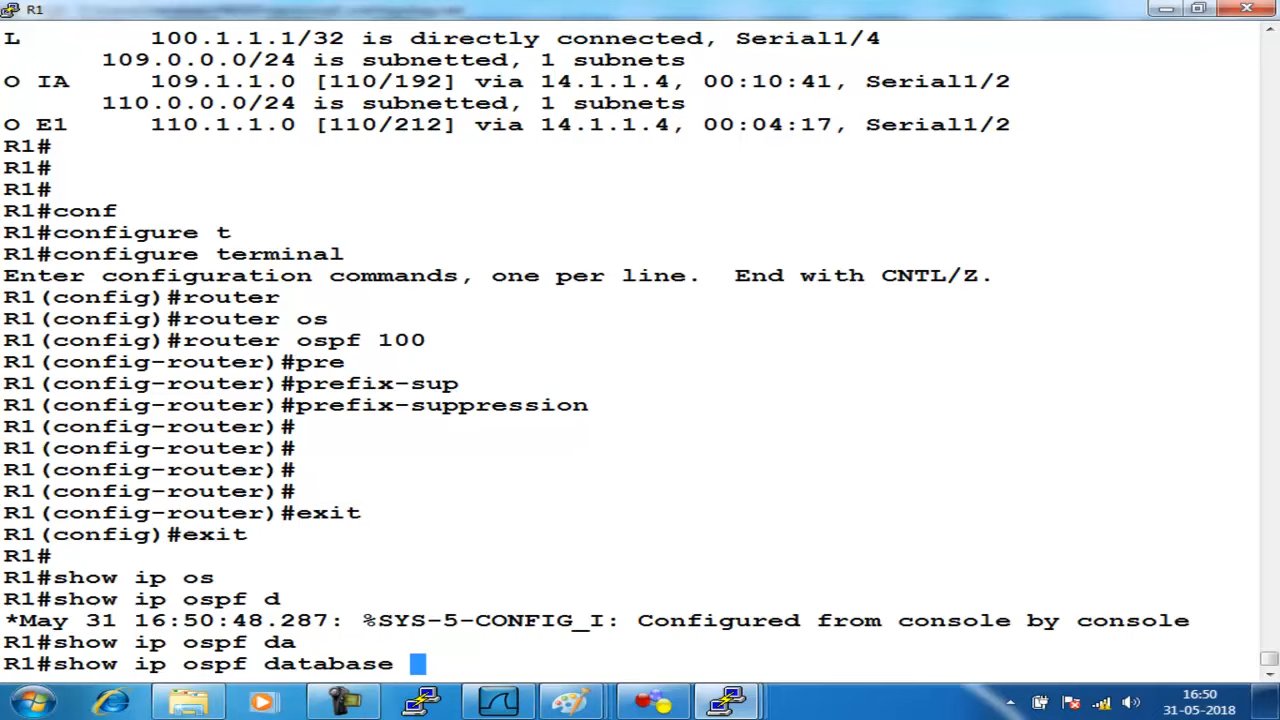 R1
L        100.1.1.1/32 is directly connected, Serial1/4
      109.0.0.0/24 is subnetted, 1 subnets
O IA     109.1.1.0 [110/192] via 14.1.1.4, 00:10:41, Serial1/2
      110.0.0.0/24 is subnetted, 1 subnets
O E1     110.1.1.0 [110/212] via 14.1.1.4, 00:04:17, Serial1/2
R1#
R1#
R1#
R1#conf
R1#configure t
R1#configure terminal
Enter configuration commands, one per line.  End with CNTL/Z.
R1(config)#router
R1(config)#router os
R1(config)#router ospf 100
R1(config-router)#pre
R1(config-router)#prefix-sup
R1(config-router)#prefix-suppression
R1(config-router)#
R1(config-router)#
R1(config-router)#
R1(config-router)#
R1(config-router)#exit
R1(config)#exit
R1#
R1#show ip os
R1#show ip ospf d
*May 31 16:50:48.287: %SYS-5-CONFIG_I: Configured from console by console
R1#show ip ospf da
R1#show ip ospf database
16:50
31-05-2018